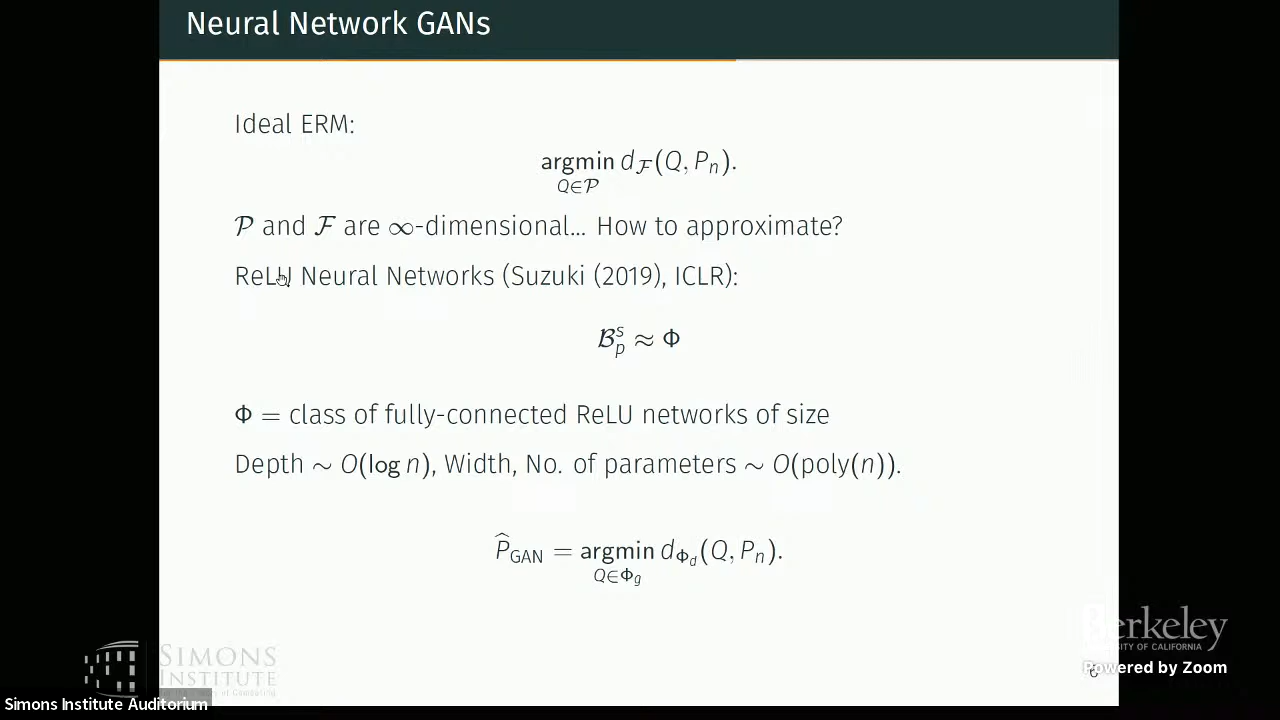 Neural Network GANs
Ideal ERM:
argmin d_F(Q, P_n).
Q∈P
P and F are ∞-dimensional... How to approximate?
ReLU Neural Networks (Suzuki (2019), ICLR):
B^s_p ≈ Φ
Φ = class of fully-connected ReLU networks of size
Depth ~ O(log n), Width, No. of parameters ~ O(poly(n)).
P̂_GAN = argmin d_Φ_d(Q, P_n).
Q∈Φ_g
SIMONS
INSTITUTE
Berkeley
UNIVERSITY OF CALIFORNIA
Powered by Zoom
Simons Institute Auditorium